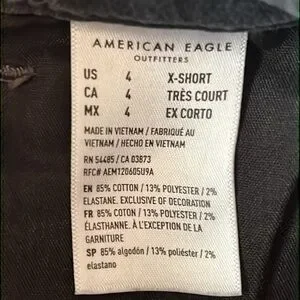 AMERICAN EAGLE
OUTFITTERS
US 4 X-SHORT
CA 4 TRÈS COURT
MX 4 EX CORTO
MADE IN VIETNAM / FABRIQUÉ AU
VIETNAM / HECHO EN VIETNAM
RN 54485 / CA 03873
RFC# AEM120605U9A
EN 85% COTTON / 13% POLYESTER / 2%
ELASTANE. EXCLUSIVE OF DECORATION
FR 85% COTON / 13% POLYESTER / 2%
ÉLASTHANNE. À L'EXCEPTION DE LA
GARNITURE
SP 85% algodón / 13% poliéster / 2%
elastano